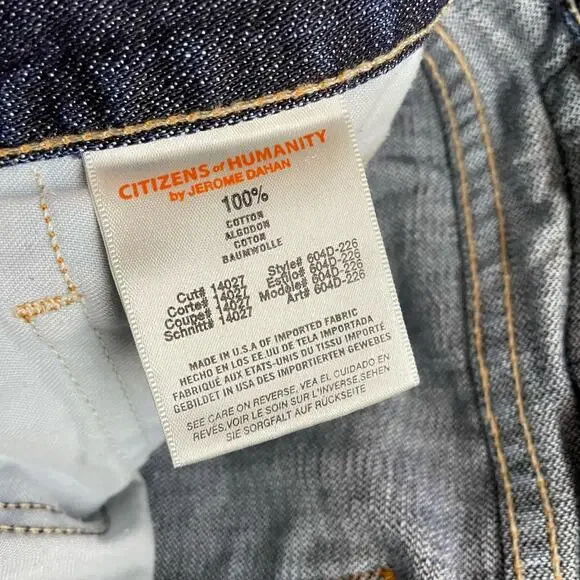 CITIZENS of HUMANITY
by JEROME DAHAN
100%
COTTON
ALGODON
COTON
BAUMWOLLE
Cut# 14027 Style# 604D-226
Corte# 14027 Estilo# 604D-226
Coupe# 14027 Modele# 604D-226
Schnitt# 14027 Art# 604D-226
MADE IN U.S.A OF IMPORTED FABRIC
HECHO EN LOS EE.UU DE TELA IMPORTADA
FABRIQUÉ AUX ETATS-UNIS DU TISSU IMPORTÉ
GEBILDET IN USA DES IMPORTIERTEN GEWEBES
SEE CARE ON REVERSE, VEA EL CUIDADO EN
REVES,VOIR LE SOIN SUR L'INVERSE.SEHEN
SIE SORGFALT AUF RÜCKSEITE